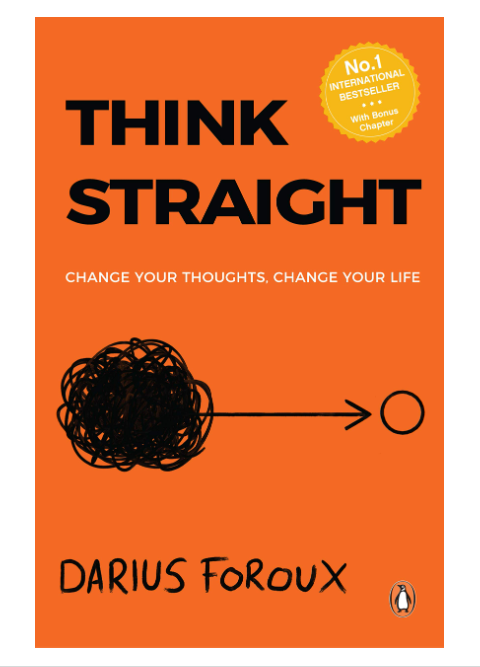 No.1
INTERNATIONAL
BESTSELLER
With Bonus
Chapter
THINK
STRAIGHT
CHANGE YOUR THOUGHTS, CHANGE YOUR LIFE
DARIUS FOROUX